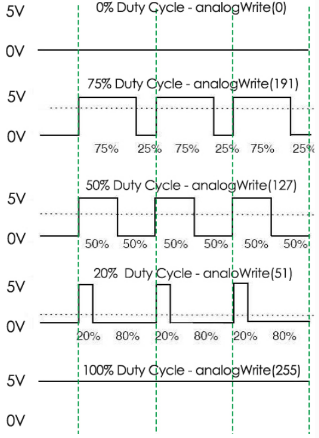 5V 0% Duty Cycle - analogWrite(0)
0V
75% Duty Cycle - analogWrite(191)
5V
0V
75% 25% 75% 25% 75% 25%
50% Duty Cycle - analogWrite(127)
5V
0V
50% 50% 50% 50% 50% 50%
20% Duty Cycle - analoWrite(51)
5V
0V
20% 80% 20% 80% 20% 80%
100% Duty Cycle - analogWrite(255)
5V
0V